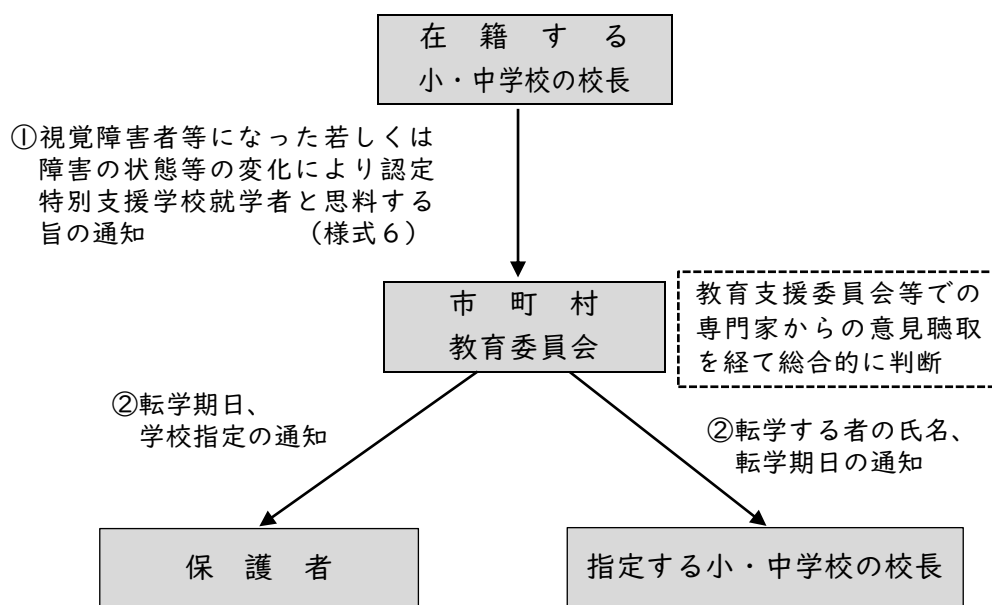 在籍する
小・中学校の校長
①視覚障害者等になった若しくは
障害の状態等の変化により認定
特別支援学校就学者と思料する
旨の通知 （様式６）
市町村
教育委員会
教育支援委員会等での
専門家からの意見聴取
を経て総合的に判断
②転学期日、
学校指定の通知
②転学する者の氏名、
転学期日の通知
保護者
指定する小・中学校の校長